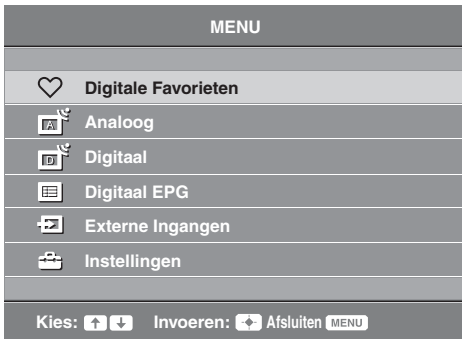 MENU
Digitale Favorieten
A Analoog
D Digitaal
Digitaal EPG
Externe Ingangen
Instellingen
Kies: Invoeren: Afsluiten MENU